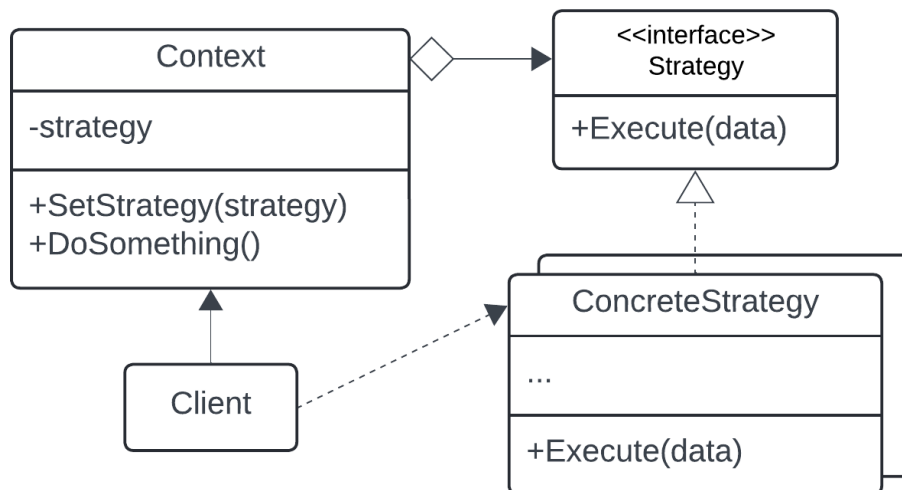 Context
-strategy
+SetStrategy(strategy)
+DoSomething()
<<interface>>
Strategy
+Execute(data)
Client
ConcreteStrategy
...
+Execute(data)